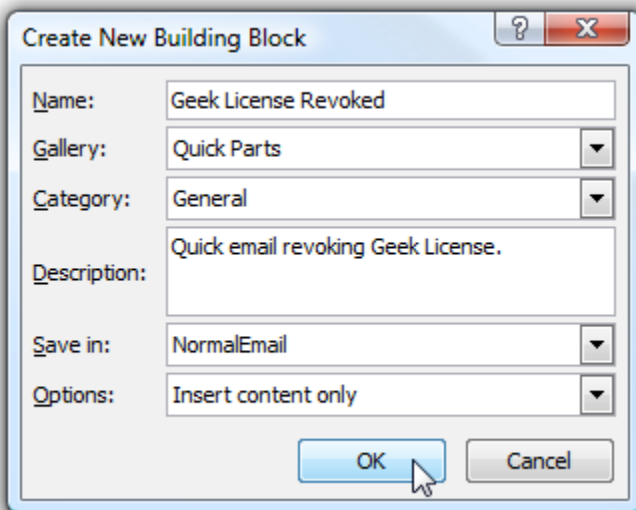 Create New Building Block
Name: Geek License Revoked
Gallery: Quick Parts
Category: General
Description: Quick email revoking Geek License.
Save in: NormalEmail
Options: Insert content only
OK Cancel